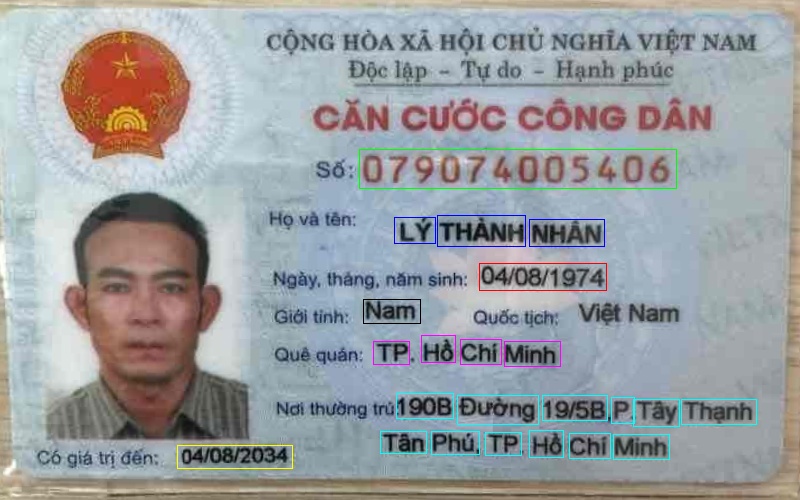 CỘNG HÒA XÃ HỘI CHỦ NGHĨA VIỆT NAM
Độc lập – Tự do – Hạnh phúc
CĂN CƯỚC CÔNG DÂN
Số: 079074005406
Họ và tên: LÝ THÀNH NHÂN
Ngày, tháng, năm sinh: 04/08/1974
Giới tính: Nam Quốc tịch: Việt Nam
Quê quán: TP. Hồ Chí Minh
Nơi thường trú: 190B Đường 19/5B, P. Tây Thạnh
Tân Phú, TP. Hồ Chí Minh
Có giá trị đến: 04/08/2034